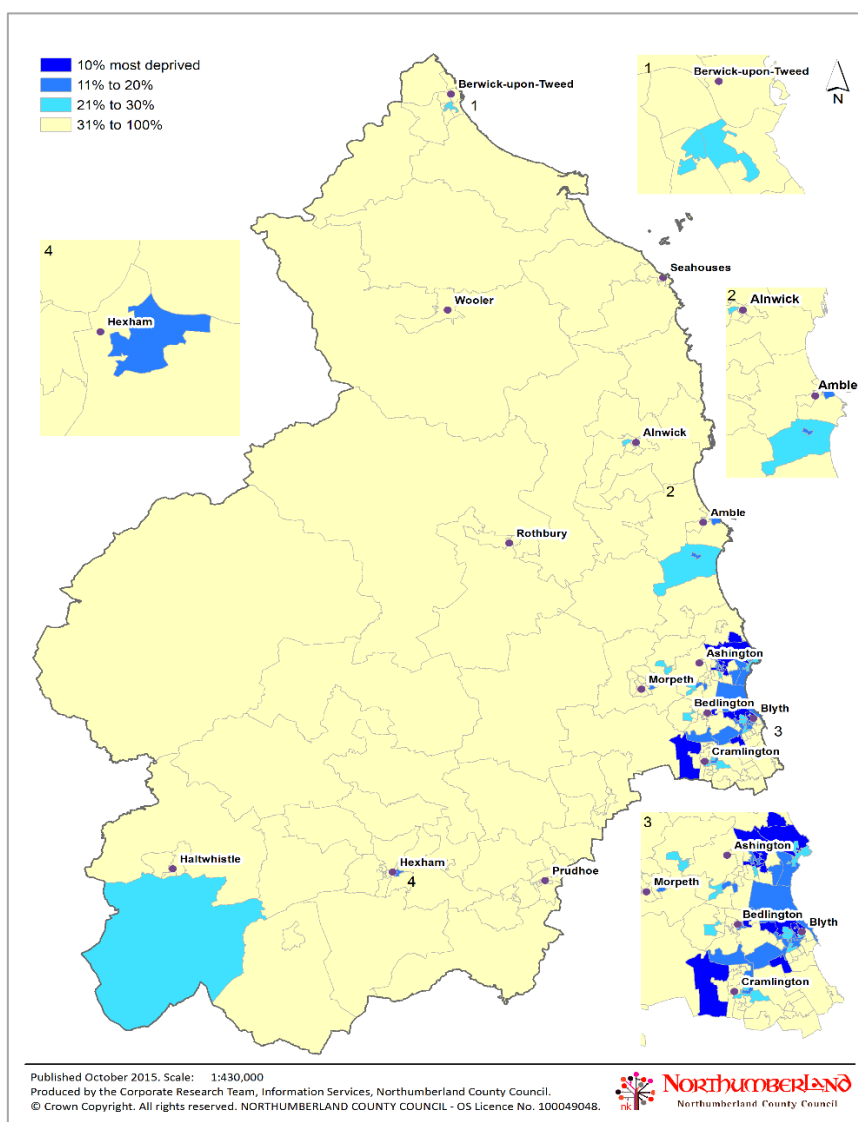 10% most deprived
11% to 20%
21% to 30%
31% to 100%
Berwick-upon-Tweed
1
1
Berwick-upon-Tweed
N
4
Hexham
Seahouses
Wooler
2
Alnwick
Amble
Alnwick
2
Amble
Rothbury
Ashington
Morpeth
Bedlington
Blyth
3
Cramlington
3
Ashington
Morpeth
Bedlington
Blyth
Cramlington
Haltwhistle
Hexham
4
Prudhoe
Published October 2015. Scale: 1:430,000
Produced by the Corporate Research Team, Information Services, Northumberland County Council.
© Crown Copyright. All rights reserved. NORTHUMBERLAND COUNTY COUNCIL - OS Licence No. 100049048.
nk
NORTHUMBERLAND
Northumberland County Council